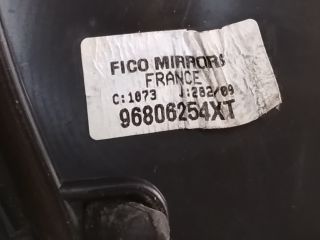 FICO MIRRORS
FRANCE
C:1073 J:282/09
96806254XT